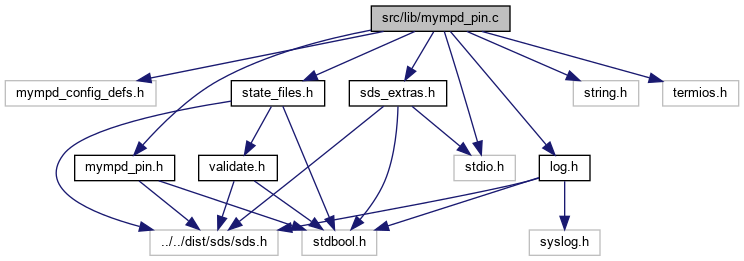 src/lib/mympd_pin.c
mympd_config_defs.h
state_files.h
sds_extras.h
string.h
termios.h
mympd_pin.h
validate.h
stdio.h
log.h
../../dist/sds/sds.h
stdbool.h
syslog.h